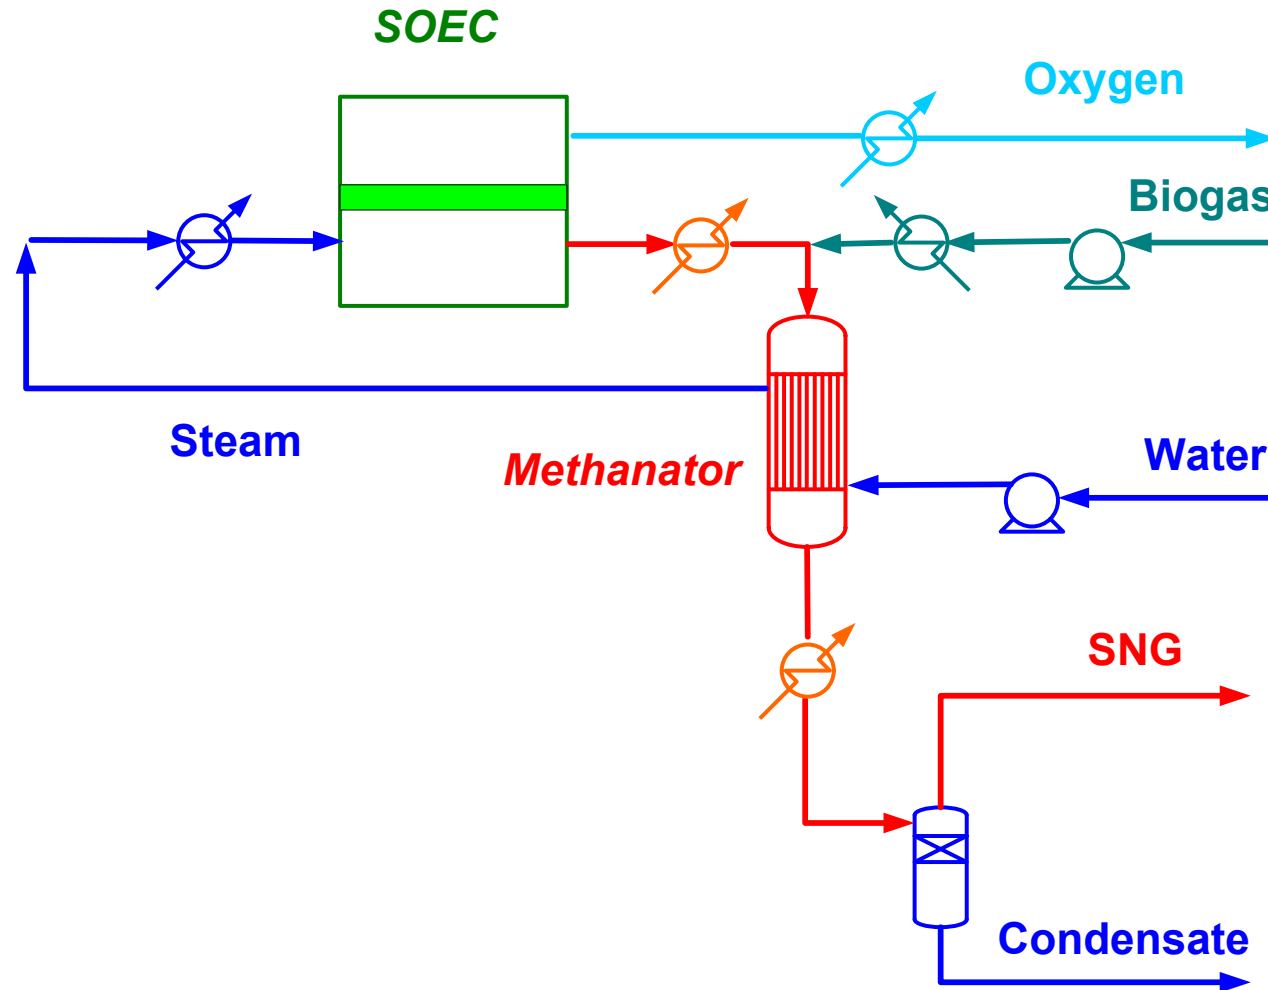 SOEC
Oxygen
Biogas
Steam
Methanator
Water
SNG
Condensate